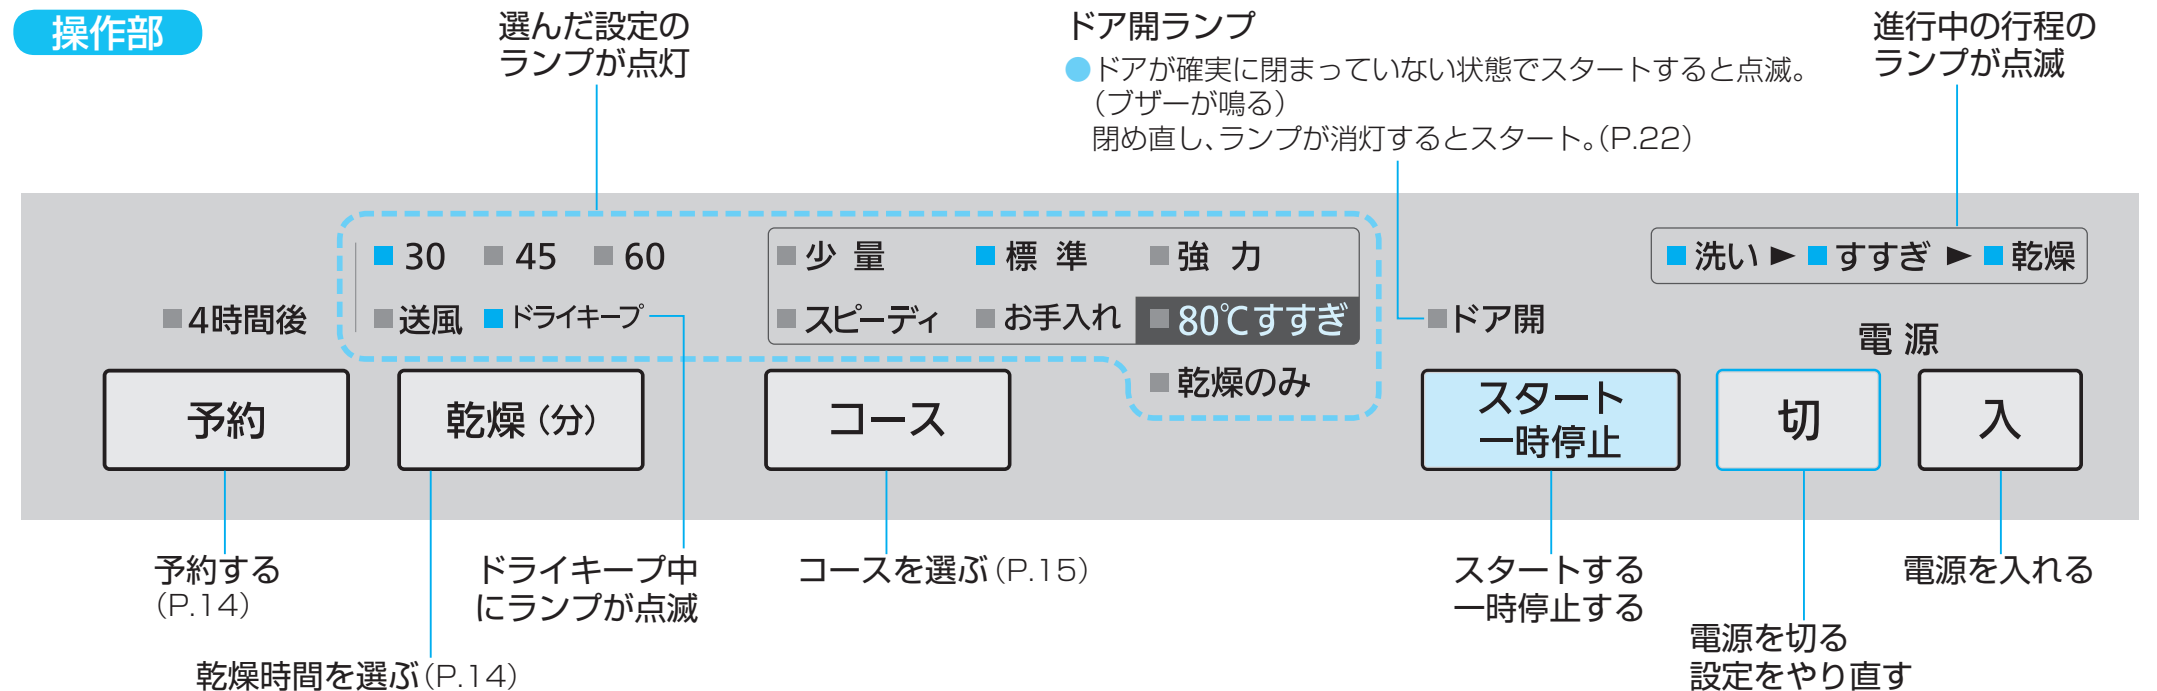 操作部
選んだ設定の
ランプが点灯
ドア開ランプ
●ドアが確実に閉まっていない状態でスタートすると点滅。
（ブザーが鳴る）
閉め直し、ランプが消灯するとスタート。（P.22）
進行中の行程の
ランプが点滅
30 45 60
少量 標準 強力
洗い ▶ すすぎ ▶ 乾燥
4時間後
送風 ドライキープ
スピーディ お手入れ 80℃すすぎ
ドア開
電源
乾燥のみ
予約
乾燥（分）
コース
スタート
一時停止
切
入
予約する
（P.14）
ドライキープ中
にランプが点滅
コースを選ぶ（P.15）
スタートする
一時停止する
電源を入れる
電源を切る
設定をやり直す
乾燥時間を選ぶ（P.14）